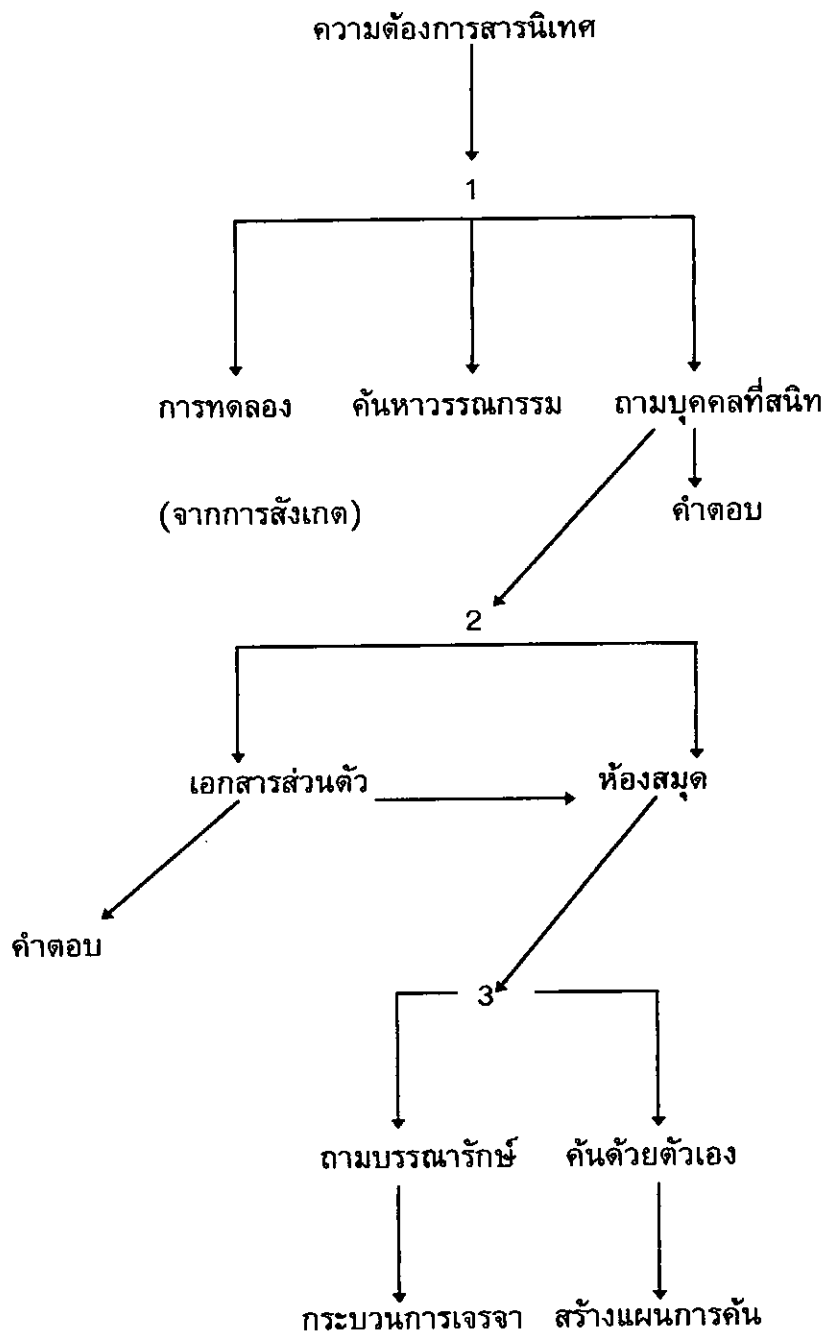 ความต้องการสารนิเทศ
1
การทดลอง ค้นหาวรรณกรรม ถามบุคคลที่สนิท
(จากการสังเกต) คำตอบ
2
เอกสารส่วนตัว ห้องสมุด
คำตอบ
3
ถามบรรณารักษ์ ค้นด้วยตัวเอง
กระบวนการเจรจา สร้างแผนการค้น